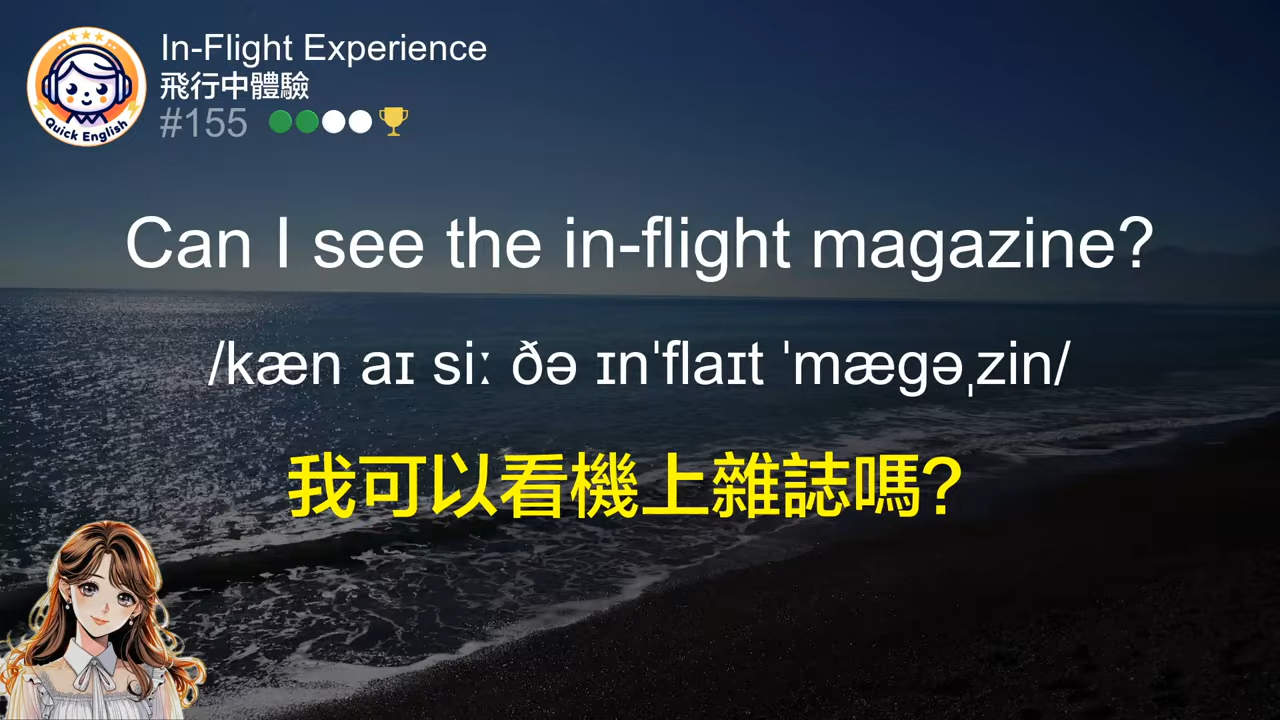 In-Flight Experience
飛行中體驗
#155
Quick English
Can I see the in-flight magazine?
/kæn aɪ siː ðə ɪnˈflaɪt ˈmægəˌzin/
我可以看機上雜誌嗎?